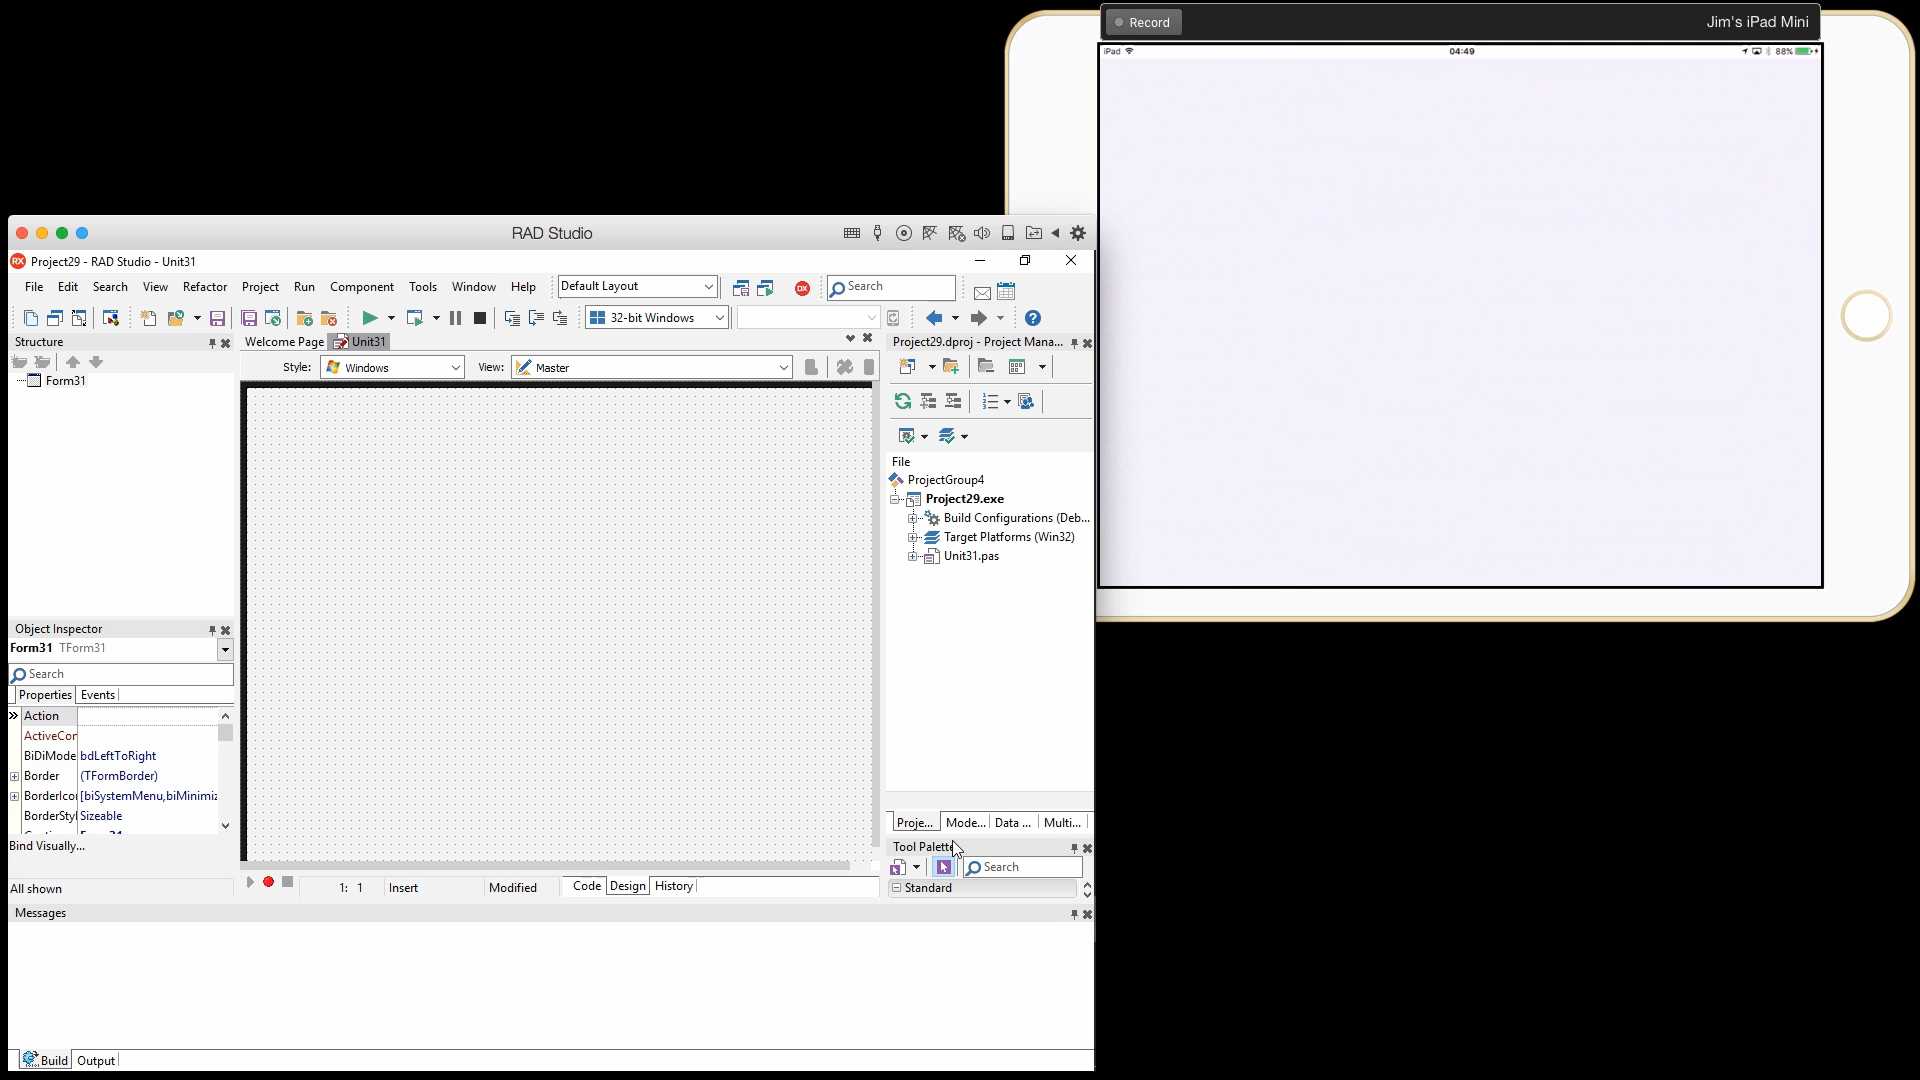 Record
Jim's iPad Mini
iPad
04:49
88%
RAD Studio
RX
Project29 - RAD Studio - Unit31
File Edit Search View Refactor Project Run Component Tools Window Help
Default Layout
DX
Search
32-bit Windows
Structure
Welcome Page
Unit31
Project29.dproj - Project Mana...
Style:
Windows
View:
Master
Form31
File
ProjectGroup4
Project29.exe
Build Configurations (Deb...
Target Platforms (Win32)
Unit31.pas
Object Inspector
Form31 TForm31
Search
Properties Events
Action
ActiveCon
BiDiMode bdLeftToRight
Border (TFormBorder)
BorderIcon [biSystemMenu,biMinimiz
BorderStyl Sizeable
Bind Visually...
All shown
Proje... Mode... Data ... Multi...
Tool Palette
Search
Standard
1: 1
Insert
Modified
Code Design History
Messages
Build Output